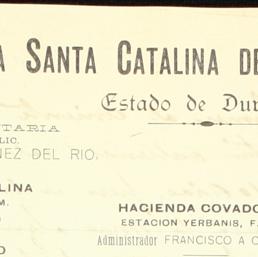 A SANTA CATALINA DE
Estado de Dur
TARIA
LIC.
NEZ DEL RIO.
LINA
M.
O
HACIENDA COVADO
ESTACION YERBANIS, F.
Administrador FRANCISCO A C